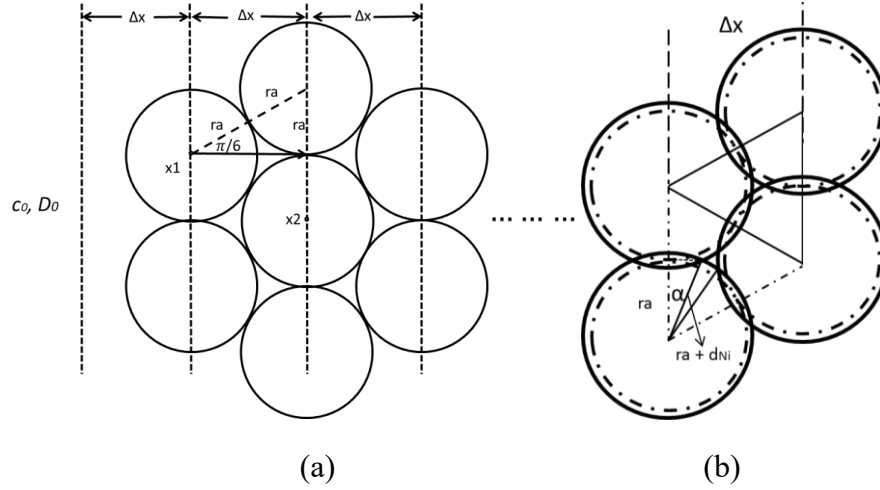 Δx Δx Δx
ra
ra ra
π/6
x1
x2
c₀, D₀
... ... ...
Δx
ra α
ra + dNi
(a) (b)